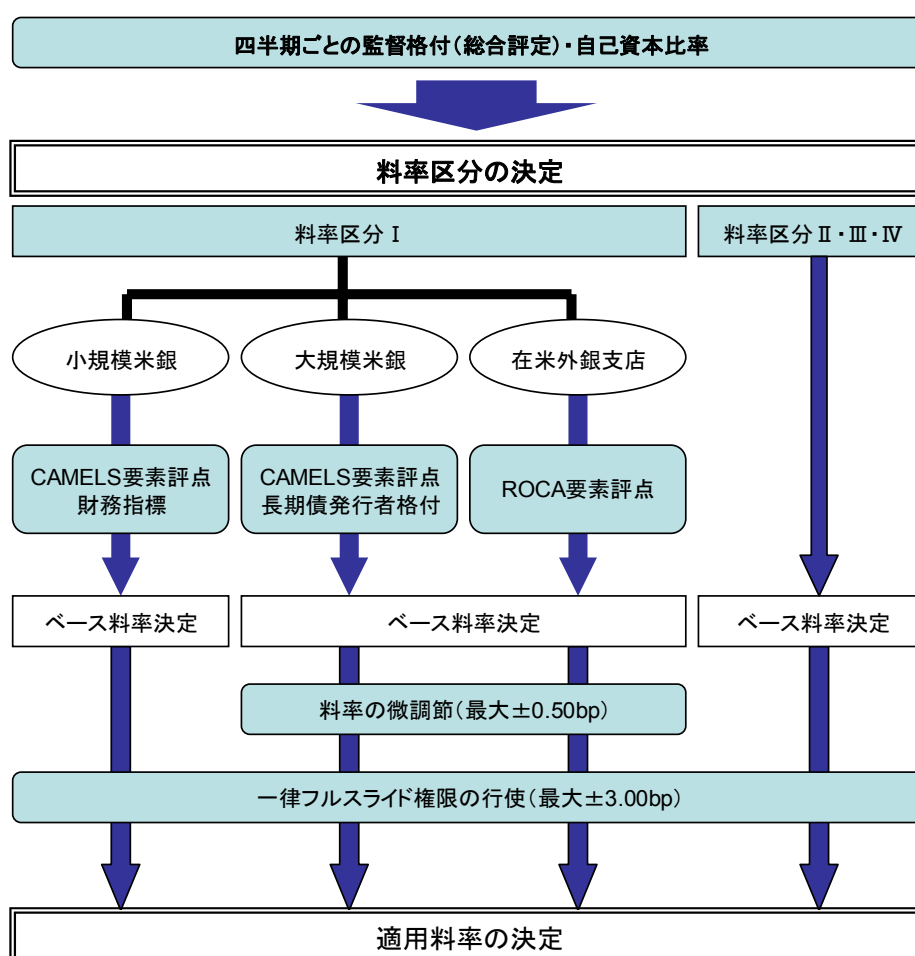 四半期ごとの監督格付(総合評定)・自己資本比率
料率区分の決定
料率区分Ⅰ
料率区分Ⅱ・Ⅲ・Ⅳ
小規模米銀
大規模米銀
在米外銀支店
CAMELS要素評点
財務指標
CAMELS要素評点
長期債発行者格付
ROCA要素評点
ベース料率決定
ベース料率決定
ベース料率決定
料率の微調節(最大±0.50bp)
一律フルスライド権限の行使(最大±3.00bp)
適用料率の決定